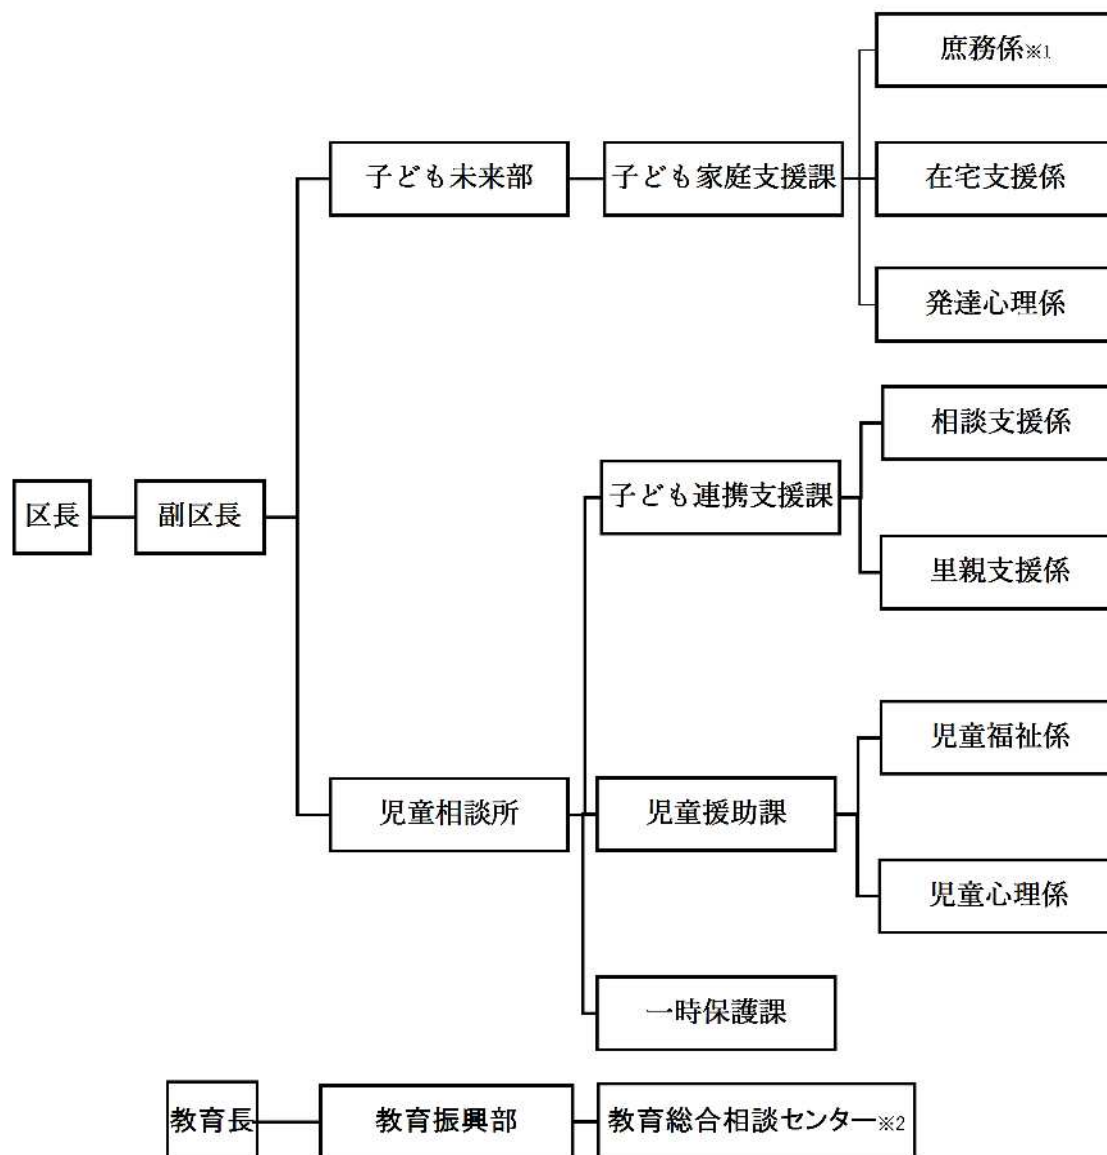 庶務係※1
子ども未来部
子ども家庭支援課
在宅支援係
発達心理係
相談支援係
区長
副区長
子ども連携支援課
里親支援係
児童福祉係
児童相談所
児童援助課
児童心理係
一時保護課
教育長
教育振興部
教育総合相談センター※2